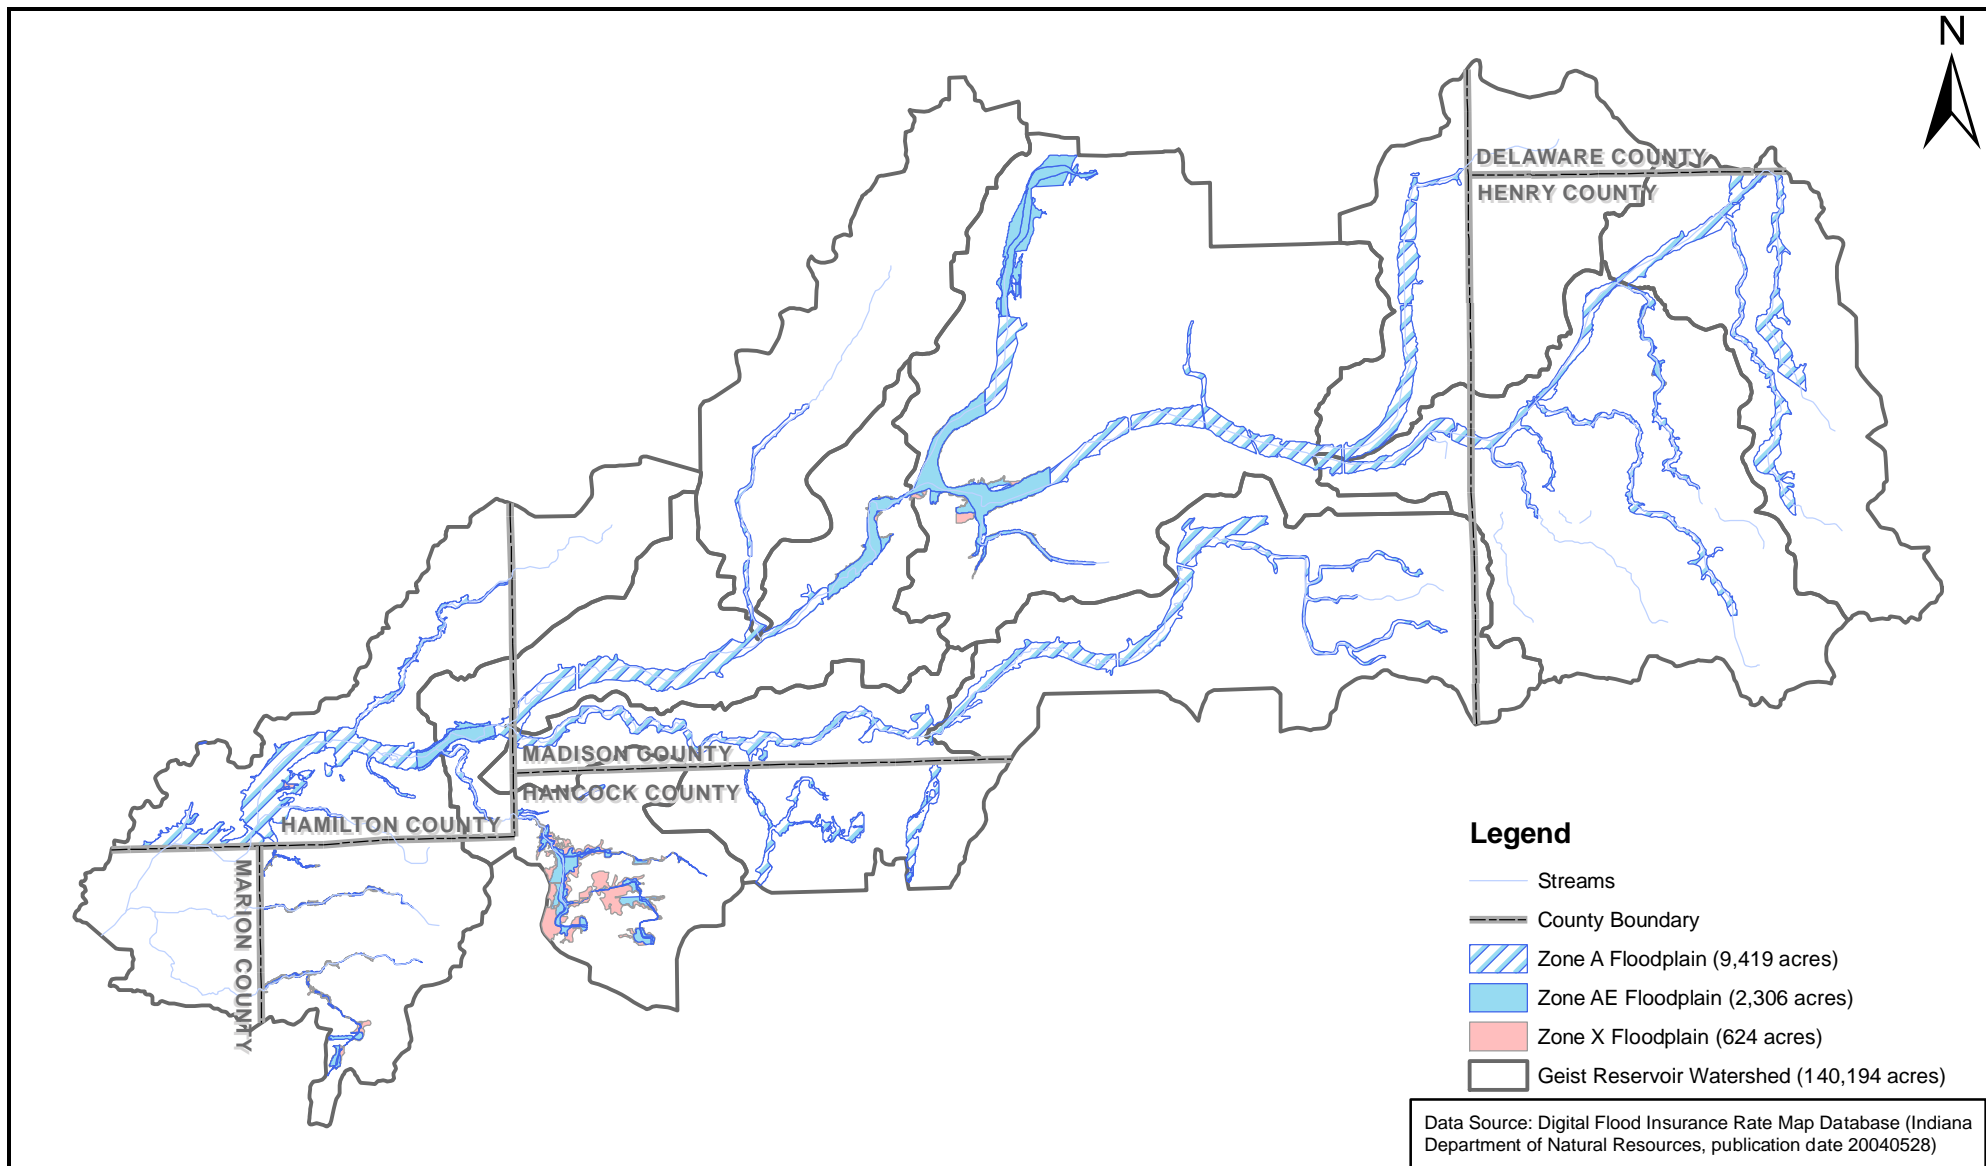 N
DELAWARE COUNTY
HENRY COUNTY
MADISON COUNTY
HANCOCK COUNTY
HAMILTON COUNTY
MARION COUNTY
Legend
Streams
County Boundary
Zone A Floodplain (9,419 acres)
Zone AE Floodplain (2,306 acres)
Zone X Floodplain (624 acres)
Geist Reservoir Watershed (140,194 acres)
Data Source: Digital Flood Insurance Rate Map Database (Indiana
Department of Natural Resources, publication date 20040528)